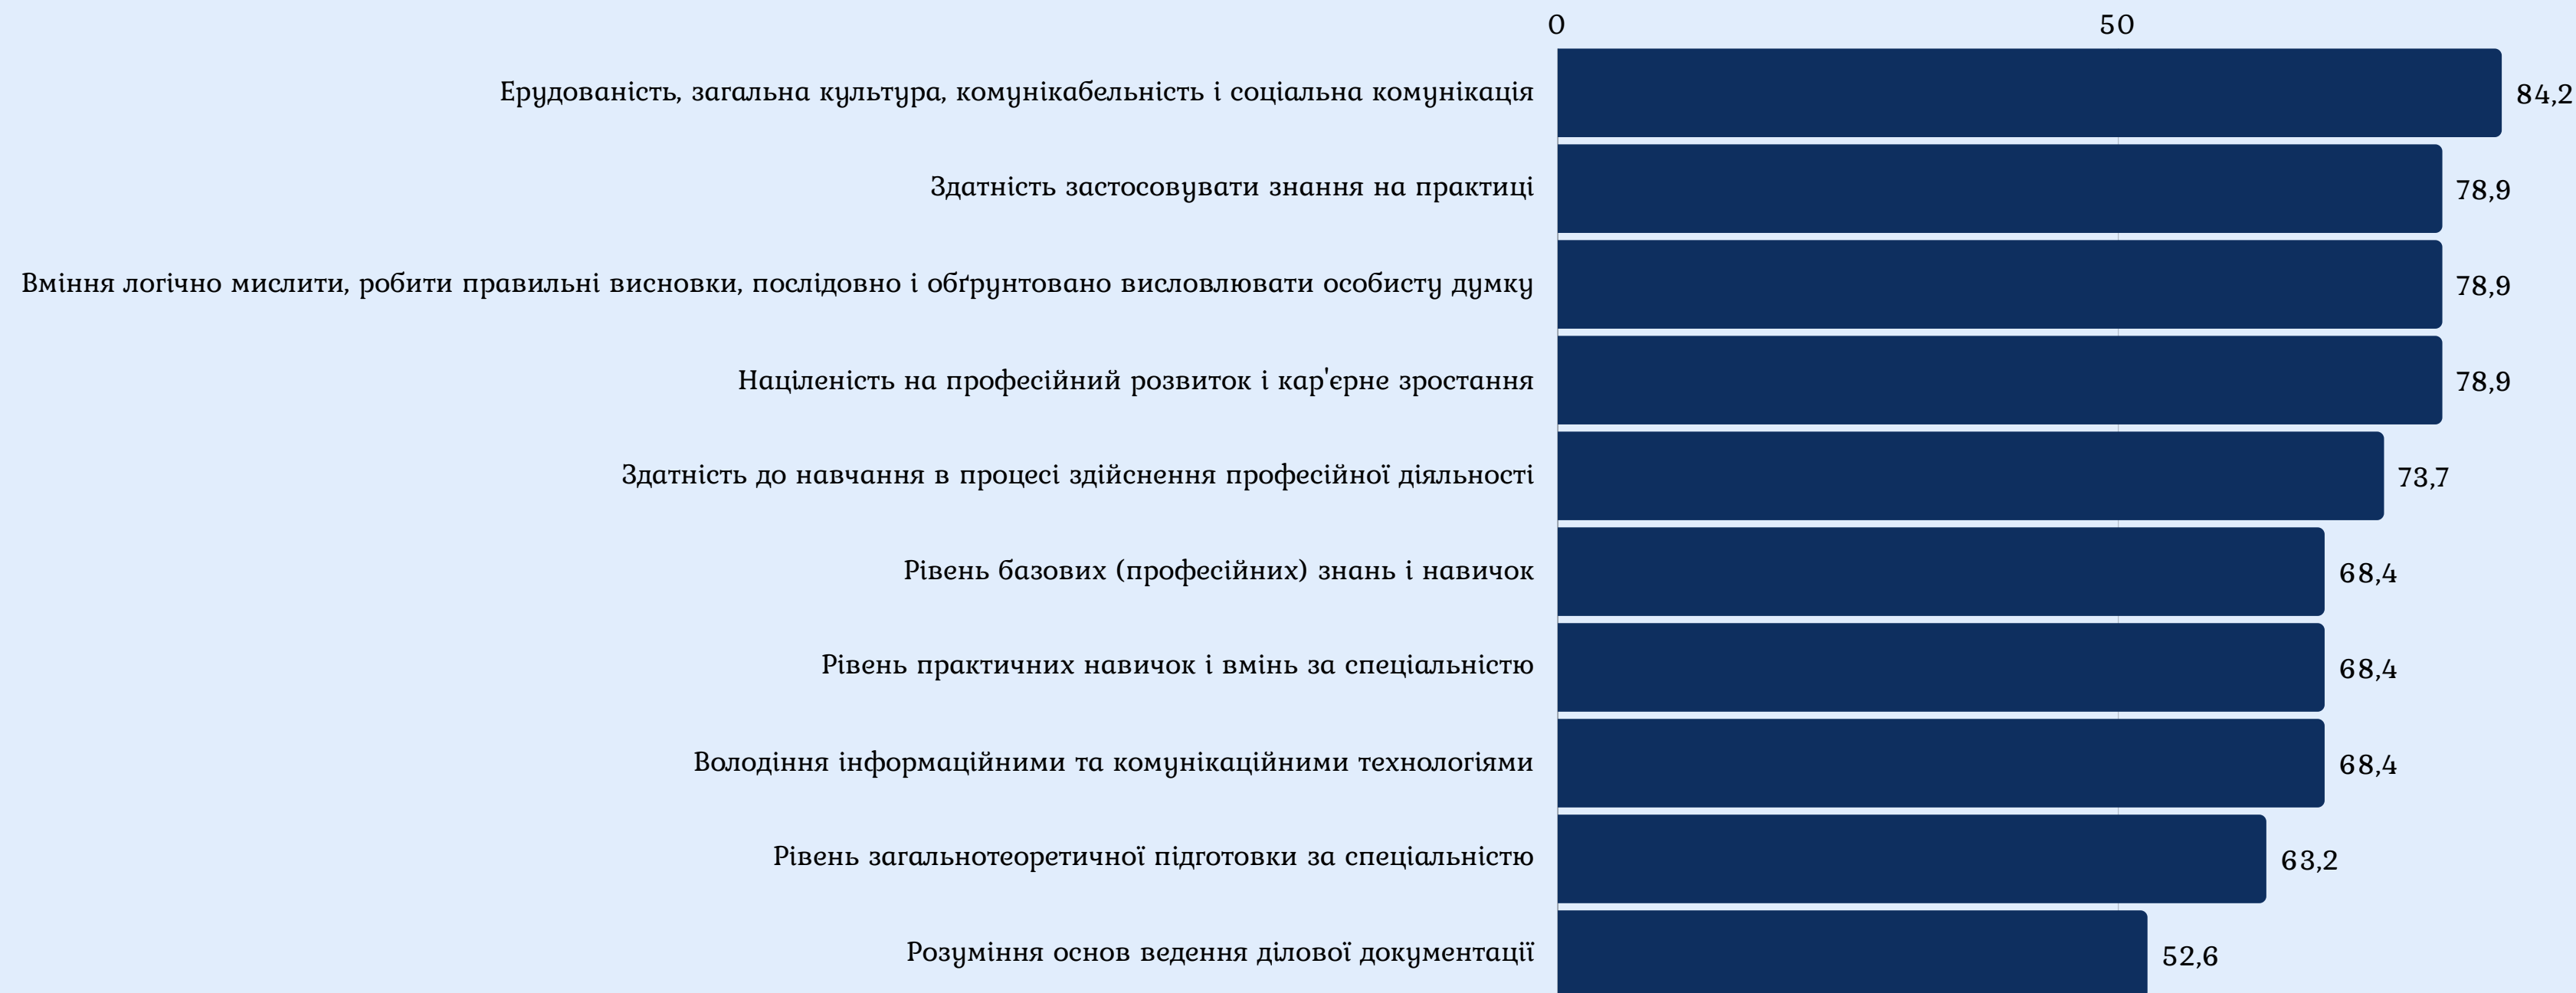 0 50
Ерудованість, загальна культура, комунікабельність і соціальна комунікація 84,2
Здатність застосовувати знання на практиці 78,9
Вміння логічно мислити, робити правильні висновки, послідовно і обґрунтовано висловлювати особисту думку 78,9
Націленість на професійний розвиток і кар'єрне зростання 78,9
Здатність до навчання в процесі здійснення професійної діяльності 73,7
Рівень базових (професійних) знань і навичок 68,4
Рівень практичних навичок і вмінь за спеціальністю 68,4
Володіння інформаційними та комунікаційними технологіями 68,4
Рівень загальнотеоретичної підготовки за спеціальністю 63,2
Розуміння основ ведення ділової документації 52,6